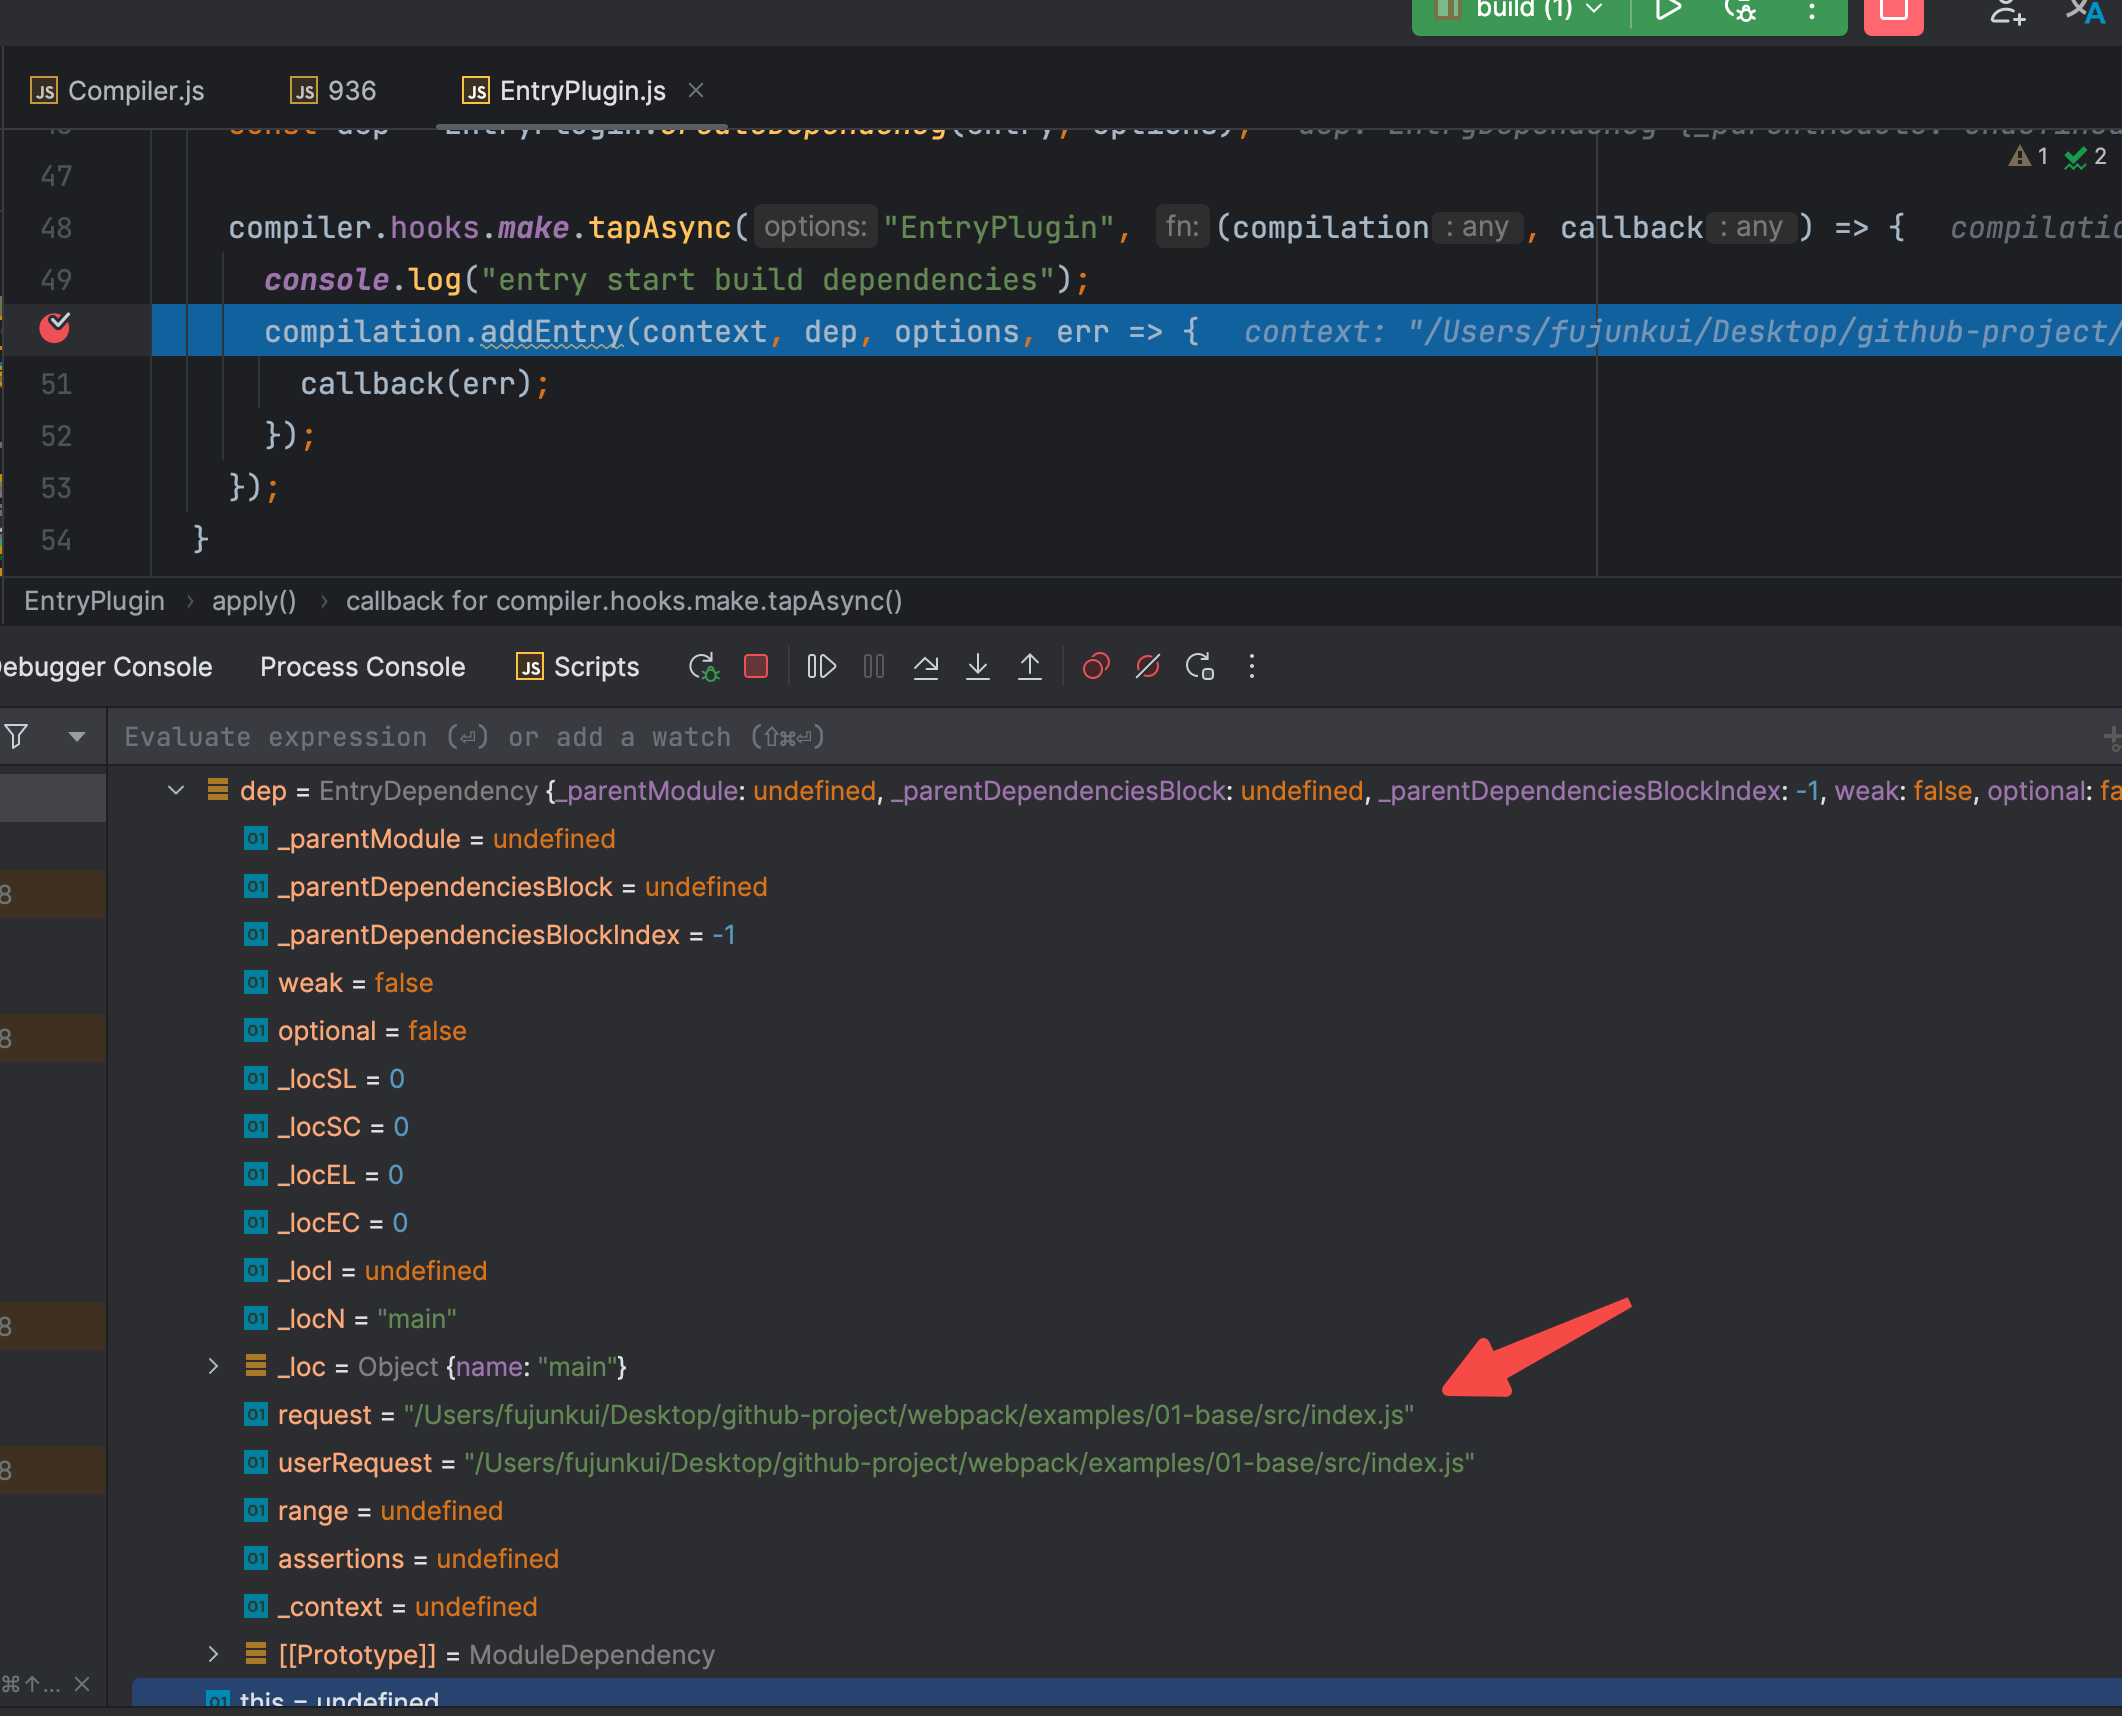 build (1)
Compiler.js
936
EntryPlugin.js
const dep = EntryPlugin.createDependency(entry, options);
1 2
47
48 compiler.hooks.make.tapAsync( options: "EntryPlugin", fn: (compilation : any , callback : any ) => {
49 console.log("entry start build dependencies");
compilation.addEntry(context, dep, options, err => { context: "/Users/fujunkui/Desktop/github-project/
51 callback(err);
52 });
53 });
54 }
EntryPlugin › apply() › callback for compiler.hooks.make.tapAsync()
Process Console
JS Scripts
Evaluate expression (⏎) or add a watch (⇧⌘⏎)
dep = EntryDependency {_parentModule: undefined, _parentDependenciesBlock: undefined, _parentDependenciesBlockIndex: -1, weak: false, optional: fa
_parentModule = undefined
_parentDependenciesBlock = undefined
_parentDependenciesBlockIndex = -1
weak = false
optional = false
_locSL = 0
_locSC = 0
_locEL = 0
_locEC = 0
_locI = undefined
_locN = "main"
_loc = Object {name: "main"}
request = "/Users/fujunkui/Desktop/github-project/webpack/examples/01-base/src/index.js"
userRequest = "/Users/fujunkui/Desktop/github-project/webpack/examples/01-base/src/index.js"
range = undefined
assertions = undefined
_context = undefined
[[Prototype]] = ModuleDependency
⌘↑...
this = undefined